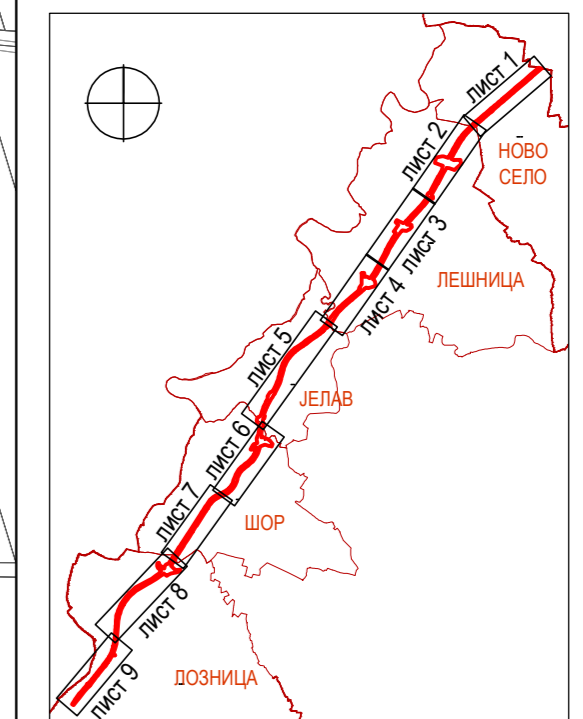 лист 1
лист 2
НОВО
СЕЛО
лист 3
ЛЕШНИЦА
лист 4
лист 5
ЈЕЛАВ
лист 6
лист 7
ШОР
лист 8
ЛОЗНИЦА
лист 9